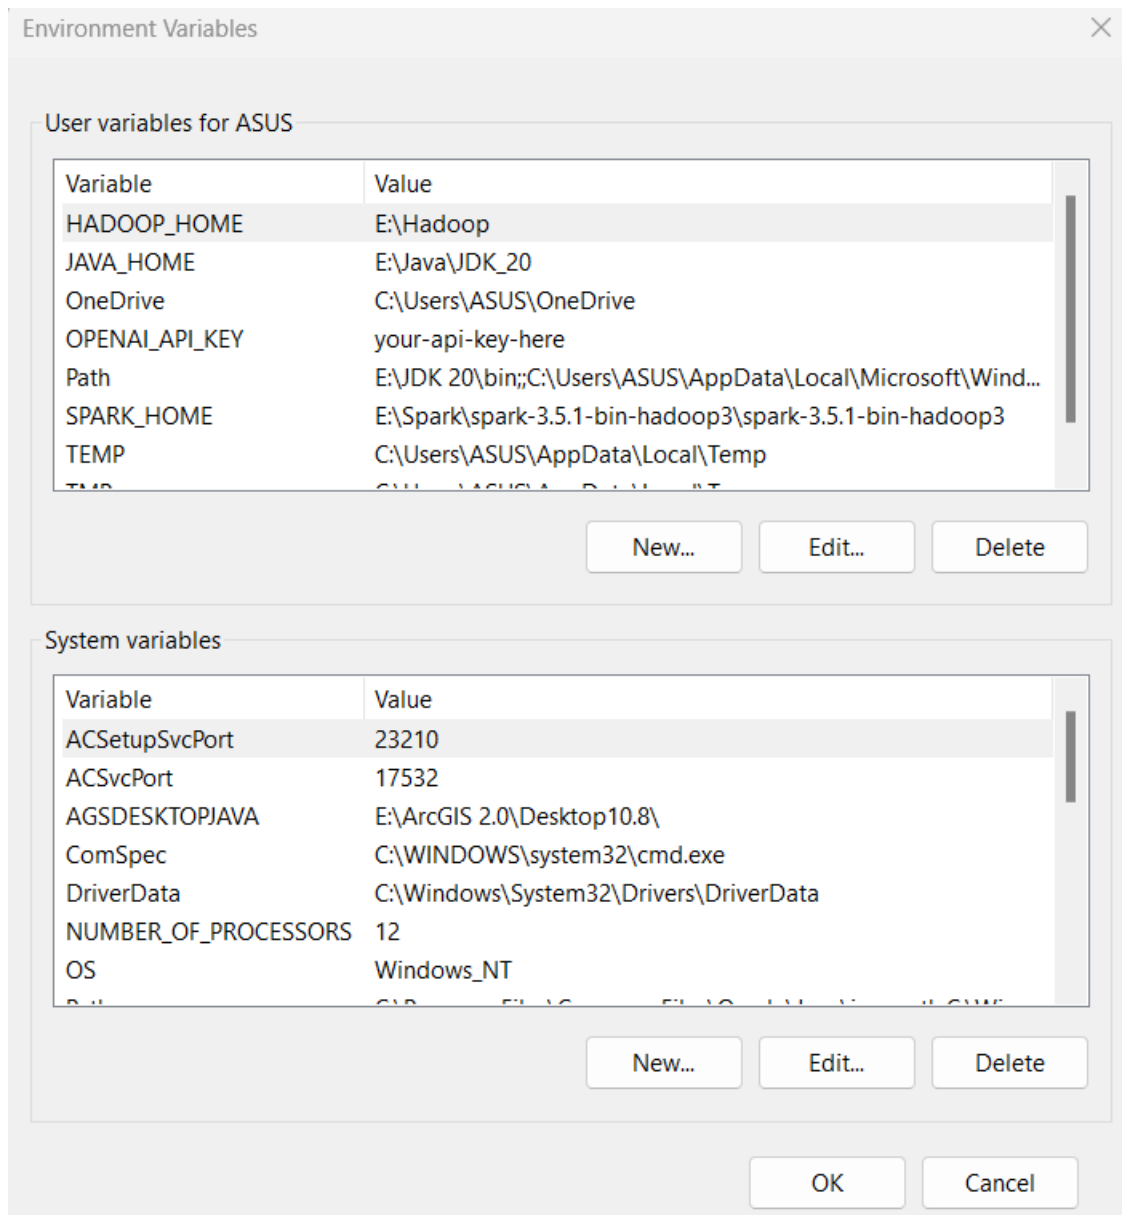 Environment Variables
User variables for ASUS
Variable Value
HADOOP_HOME E:\Hadoop
JAVA_HOME E:\Java\JDK_20
OneDrive C:\Users\ASUS\OneDrive
OPENAI_API_KEY your-api-key-here
Path E:\JDK 20\bin;;C:\Users\ASUS\AppData\Local\Microsoft\Wind...
SPARK_HOME E:\Spark\spark-3.5.1-bin-hadoop3\spark-3.5.1-bin-hadoop3
TEMP C:\Users\ASUS\AppData\Local\Temp
New... Edit... Delete
System variables
Variable Value
ACSetupSvcPort 23210
ACSvcPort 17532
AGSDESKTOPJAVA E:\ArcGIS 2.0\Desktop10.8\
ComSpec C:\WINDOWS\system32\cmd.exe
DriverData C:\Windows\System32\Drivers\DriverData
NUMBER_OF_PROCESSORS 12
OS Windows_NT
New... Edit... Delete
OK Cancel